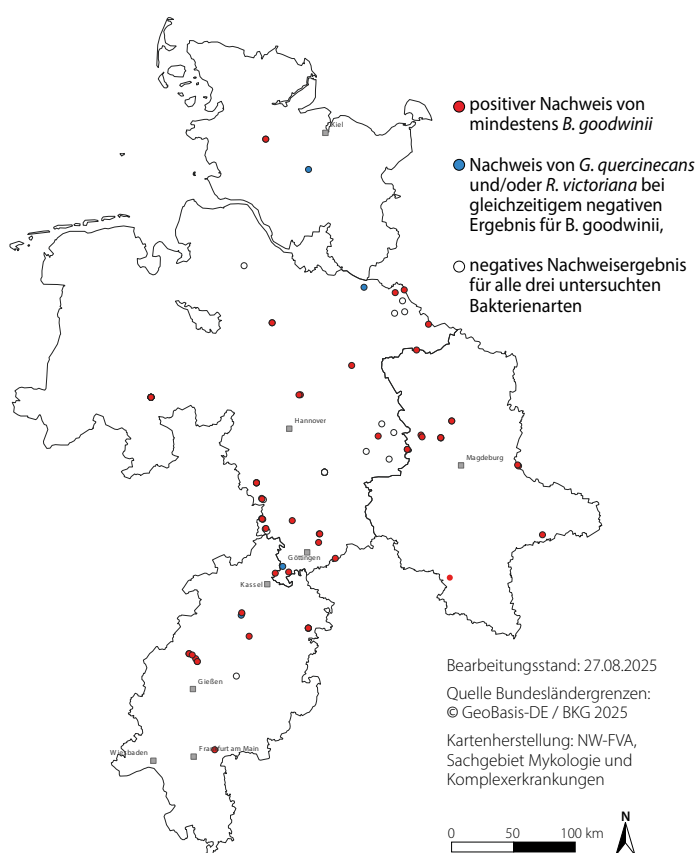 Kiel
positiver Nachweis von
mindestens B. goodwinii
Nachweis von G. quercinecans
und/oder R. victoriana bei
gleichzeitigem negativen
Ergebnis für B. goodwinii,
negatives Nachweisergebnis
für alle drei untersuchten
Bakterienarten
Hannover
Magdeburg
Göttingen
Kassel
Gießen
Wiesbaden
Frankfurt am Main
Bearbeitungsstand: 27.08.2025
Quelle Bundesländergrenzen:
© GeoBasis-DE / BKG 2025
Kartenherstellung: NW-FVA,
Sachgebiet Mykologie und
Komplexerkrankungen
N
0 50 100 km